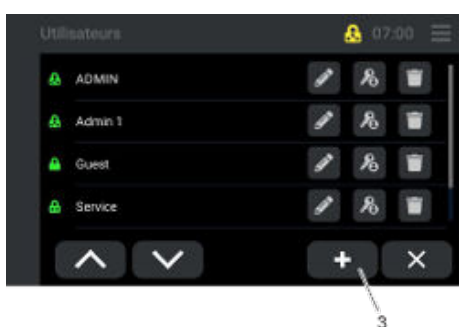 Utilisateurs 07:00
ADMIN
Admin 1
Guest
Service
3